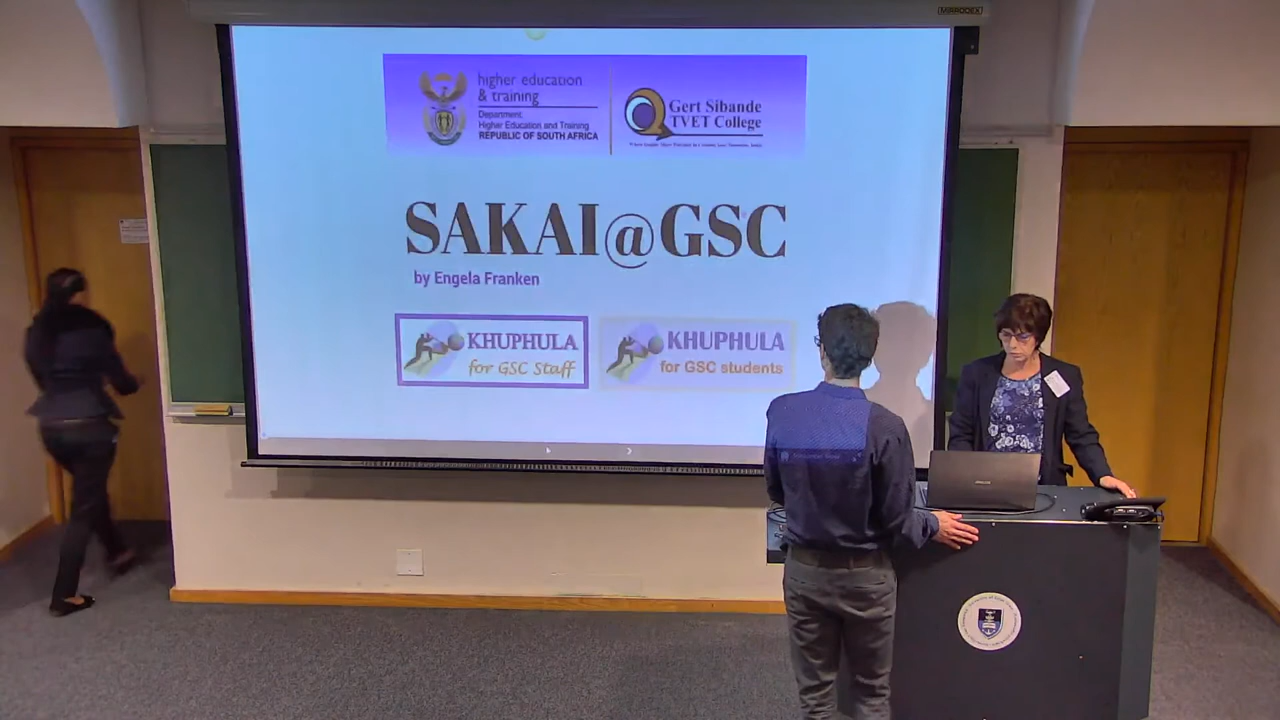 MIRRODEX
higher education
& training
Department:
Higher Education and Training
REPUBLIC OF SOUTH AFRICA
Gert Sibande
TVET College
SAKAI@GSC
by Engela Franken
KHUPHULA
for GSC Staff
KHUPHULA
for GSC students